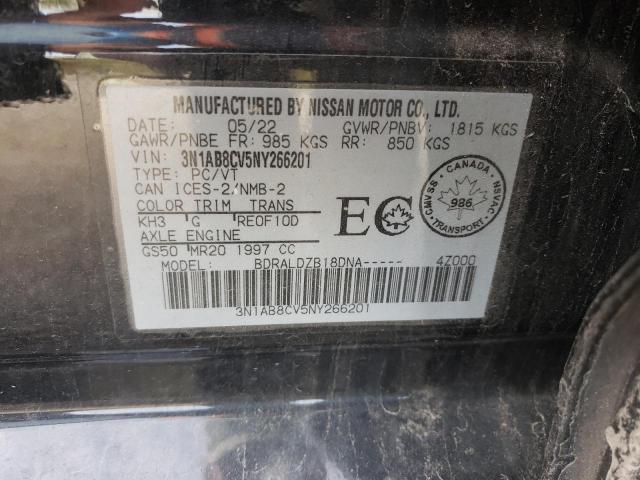 MANUFACTURED BY NISSAN MOTOR CO., LTD.
DATE: 05/22 GVWR/PNBV: 1815 KGS
GAWR/PNBE FR: 985 KGS RR: 850 KGS
VIN: 3N1AB8CV5NY266201
TYPE: PC/VT
CAN ICES-2/NMB-2
COLOR TRIM TRANS
KH3 G RE0F10D
AXLE ENGINE
GS50 MR20 1997 CC
MODEL: BDRALDZB18DNA----- 4Z000
3N1AB8CV5NY266201
EC
CANADA
CMVSS
NSVAC
986
TRANSPORT